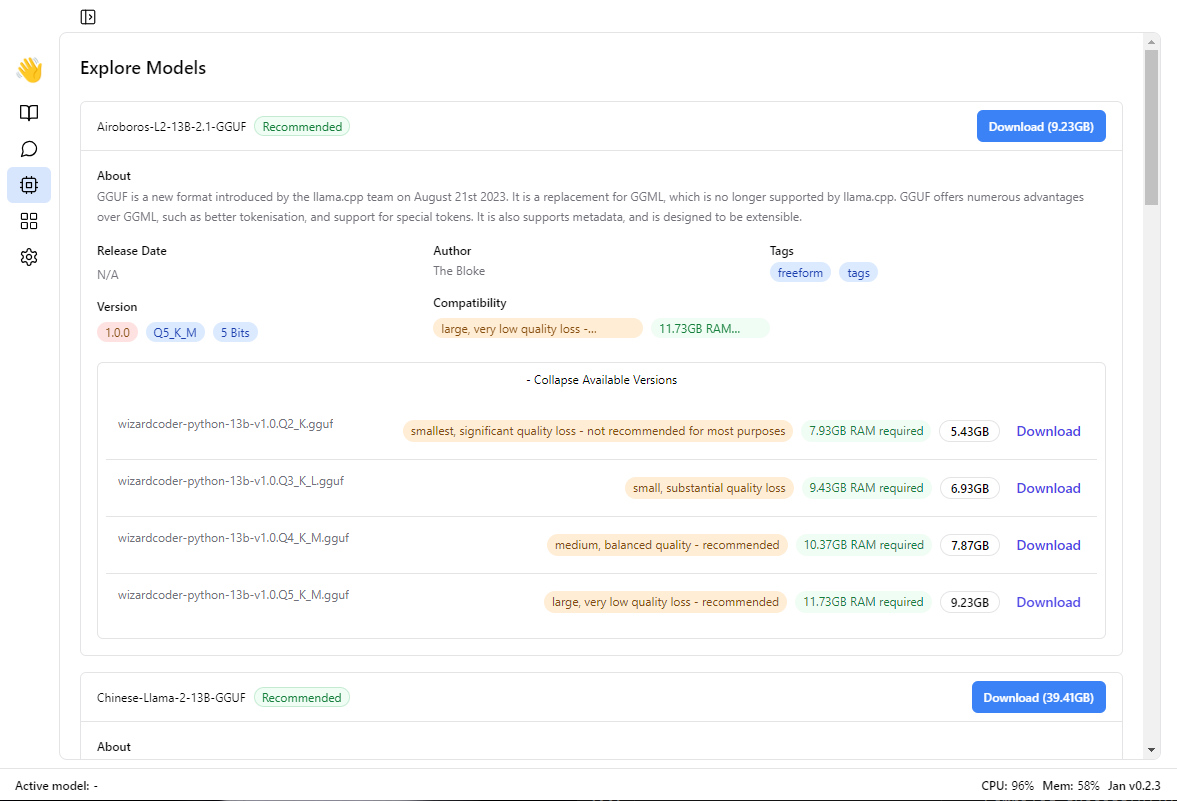 Explore Models
Airoboros-L2-13B-2.1-GGUF Recommended Download (9.23GB)
About
GGUF is a new format introduced by the llama.cpp team on August 21st 2023. It is a replacement for GGML, which is no longer supported by llama.cpp. GGUF offers numerous advantages
over GGML, such as better tokenisation, and support for special tokens. It is also supports metadata, and is designed to be extensible.
Release Date Author Tags
N/A The Bloke freeform tags
Version Compatibility
1.0.0 Q5_K_M 5 Bits large, very low quality loss -... 11.73GB RAM...
- Collapse Available Versions
wizardcoder-python-13b-v1.0.Q2_K.gguf smallest, significant quality loss - not recommended for most purposes 7.93GB RAM required 5.43GB Download
wizardcoder-python-13b-v1.0.Q3_K_L.gguf small, substantial quality loss 9.43GB RAM required 6.93GB Download
wizardcoder-python-13b-v1.0.Q4_K_M.gguf medium, balanced quality - recommended 10.37GB RAM required 7.87GB Download
wizardcoder-python-13b-v1.0.Q5_K_M.gguf large, very low quality loss - recommended 11.73GB RAM required 9.23GB Download
Chinese-Llama-2-13B-GGUF Recommended Download (39.41GB)
About
Active model: - CPU: 96% Mem: 58% Jan v0.2.3